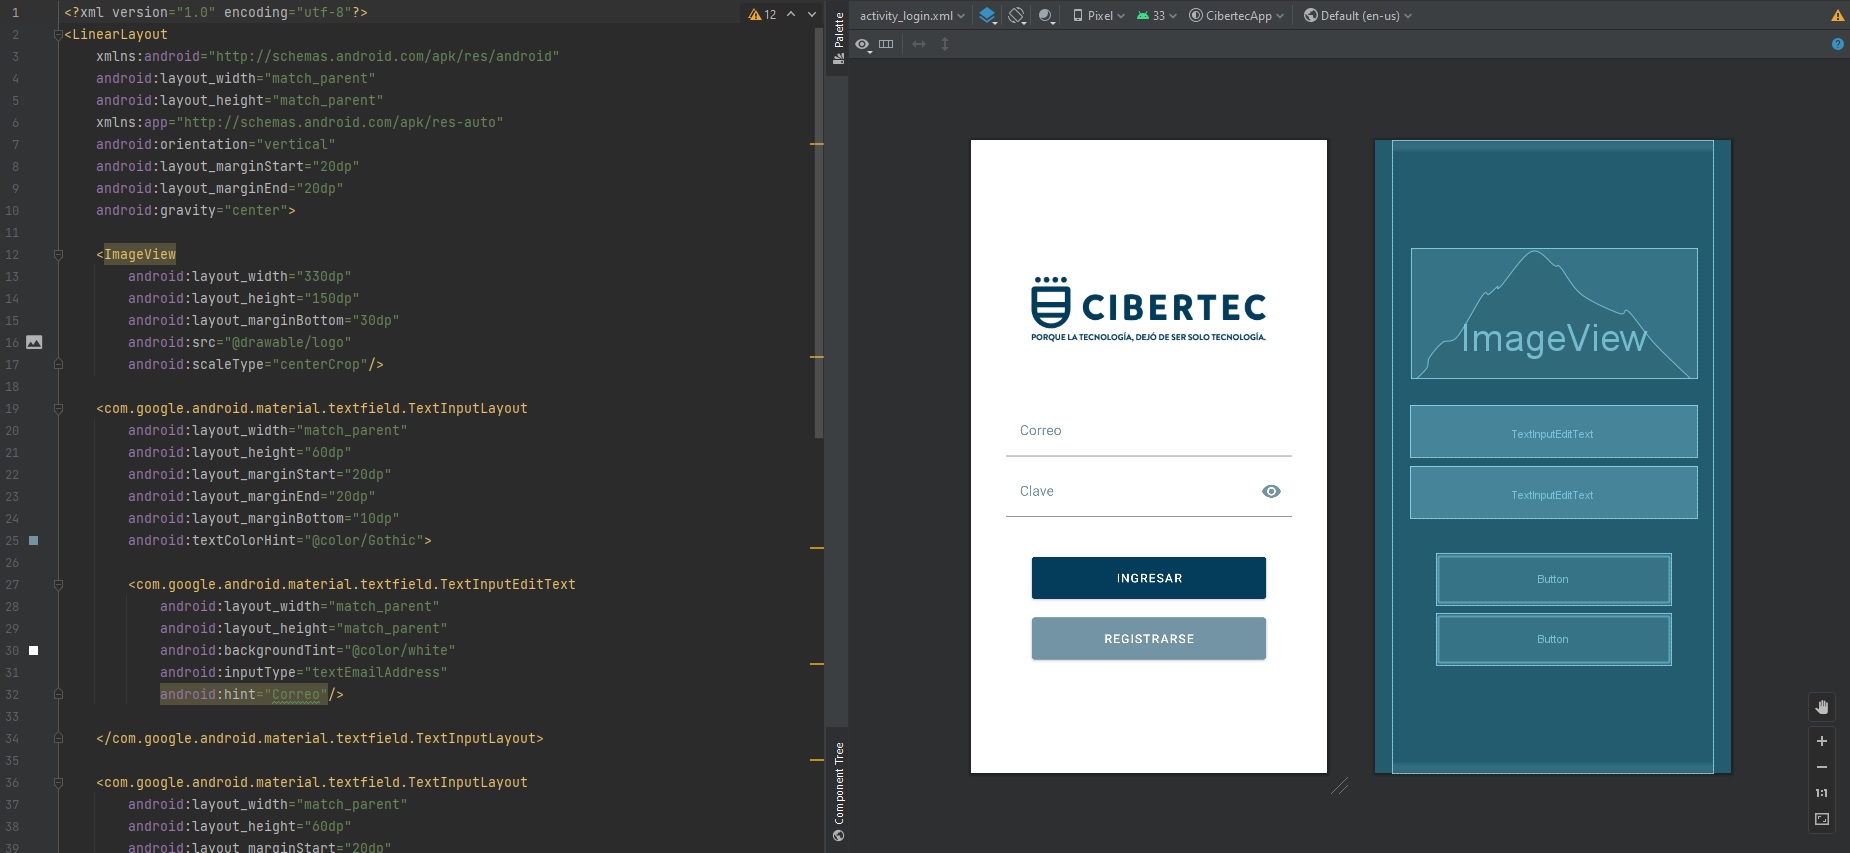 1 <?xml version="1.0" encoding="utf-8"?>
2 <LinearLayout
3 xmlns:android="http://schemas.android.com/apk/res/android"
4 android:layout_width="match_parent"
5 android:layout_height="match_parent"
6 xmlns:app="http://schemas.android.com/apk/res-auto"
7 android:orientation="vertical"
8 android:layout_marginStart="20dp"
9 android:layout_marginEnd="20dp"
10 android:gravity="center">
11
12 <ImageView
13 android:layout_width="330dp"
14 android:layout_height="150dp"
15 android:layout_marginBottom="30dp"
16 android:src="@drawable/logo"
17 android:scaleType="centerCrop"/>
18
19 <com.google.android.material.textfield.TextInputLayout
20 android:layout_width="match_parent"
21 android:layout_height="60dp"
22 android:layout_marginStart="20dp"
23 android:layout_marginEnd="20dp"
24 android:layout_marginBottom="10dp"
25 android:textColorHint="@color/Gothic">
26
27 <com.google.android.material.textfield.TextInputEditText
28 android:layout_width="match_parent"
29 android:layout_height="match_parent"
30 android:backgroundTint="@color/white"
31 android:inputType="textEmailAddress"
32 android:hint="Correo"/>
33
34 </com.google.android.material.textfield.TextInputLayout>
35
36 <com.google.android.material.textfield.TextInputLayout
37 android:layout_width="match_parent"
38 android:layout_height="60dp"
39 android:layout_marginStart="20dp"
12
Palette
Component Tree
activity_login.xml Pixel 33 CibertecApp Default (en-us)
CIBERTEC
PORQUE LA TECNOLOGÍA, DEJÓ DE SER SOLO TECNOLOGÍA.
Correo
Clave
INGRESAR
REGISTRARSE
ImageView
TextInputEditText
TextInputEditText
Button
Button
1:1